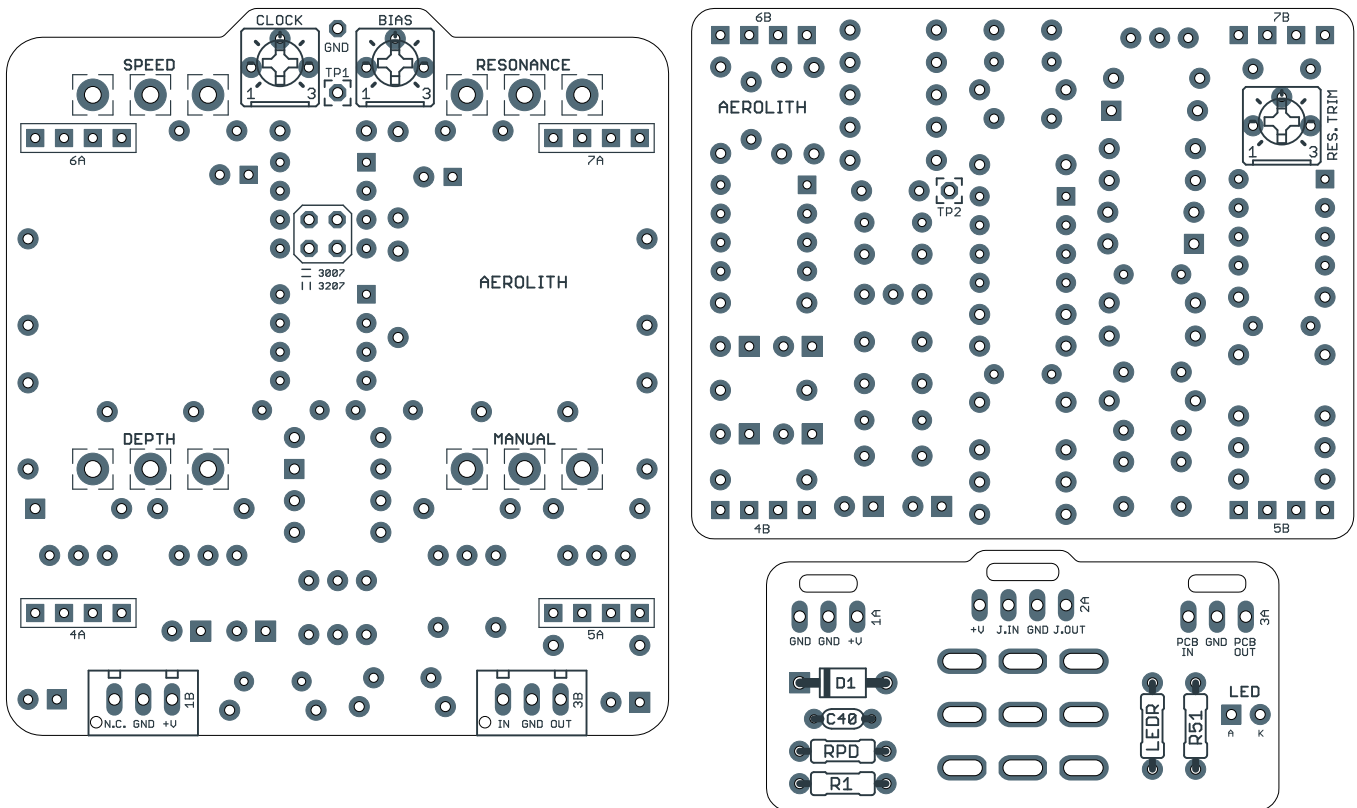 CLOCK
BIAS
GND
SPEED
TP1
RESONANCE
1 3
1 3
6A
7A
3007
3207
AEROLITH
DEPTH
MANUAL
4A
5A
1B
N.C. GND +V
3B
IN GND OUT
6B
7B
AEROLITH
RES.TRIM
1 3
TP2
4B
5B
1A
GND GND +V
2A
+V J.IN GND J.OUT
3A
PCB IN GND PCB OUT
D1
C40
RPD
R1
LEDR
R51
LED
A K